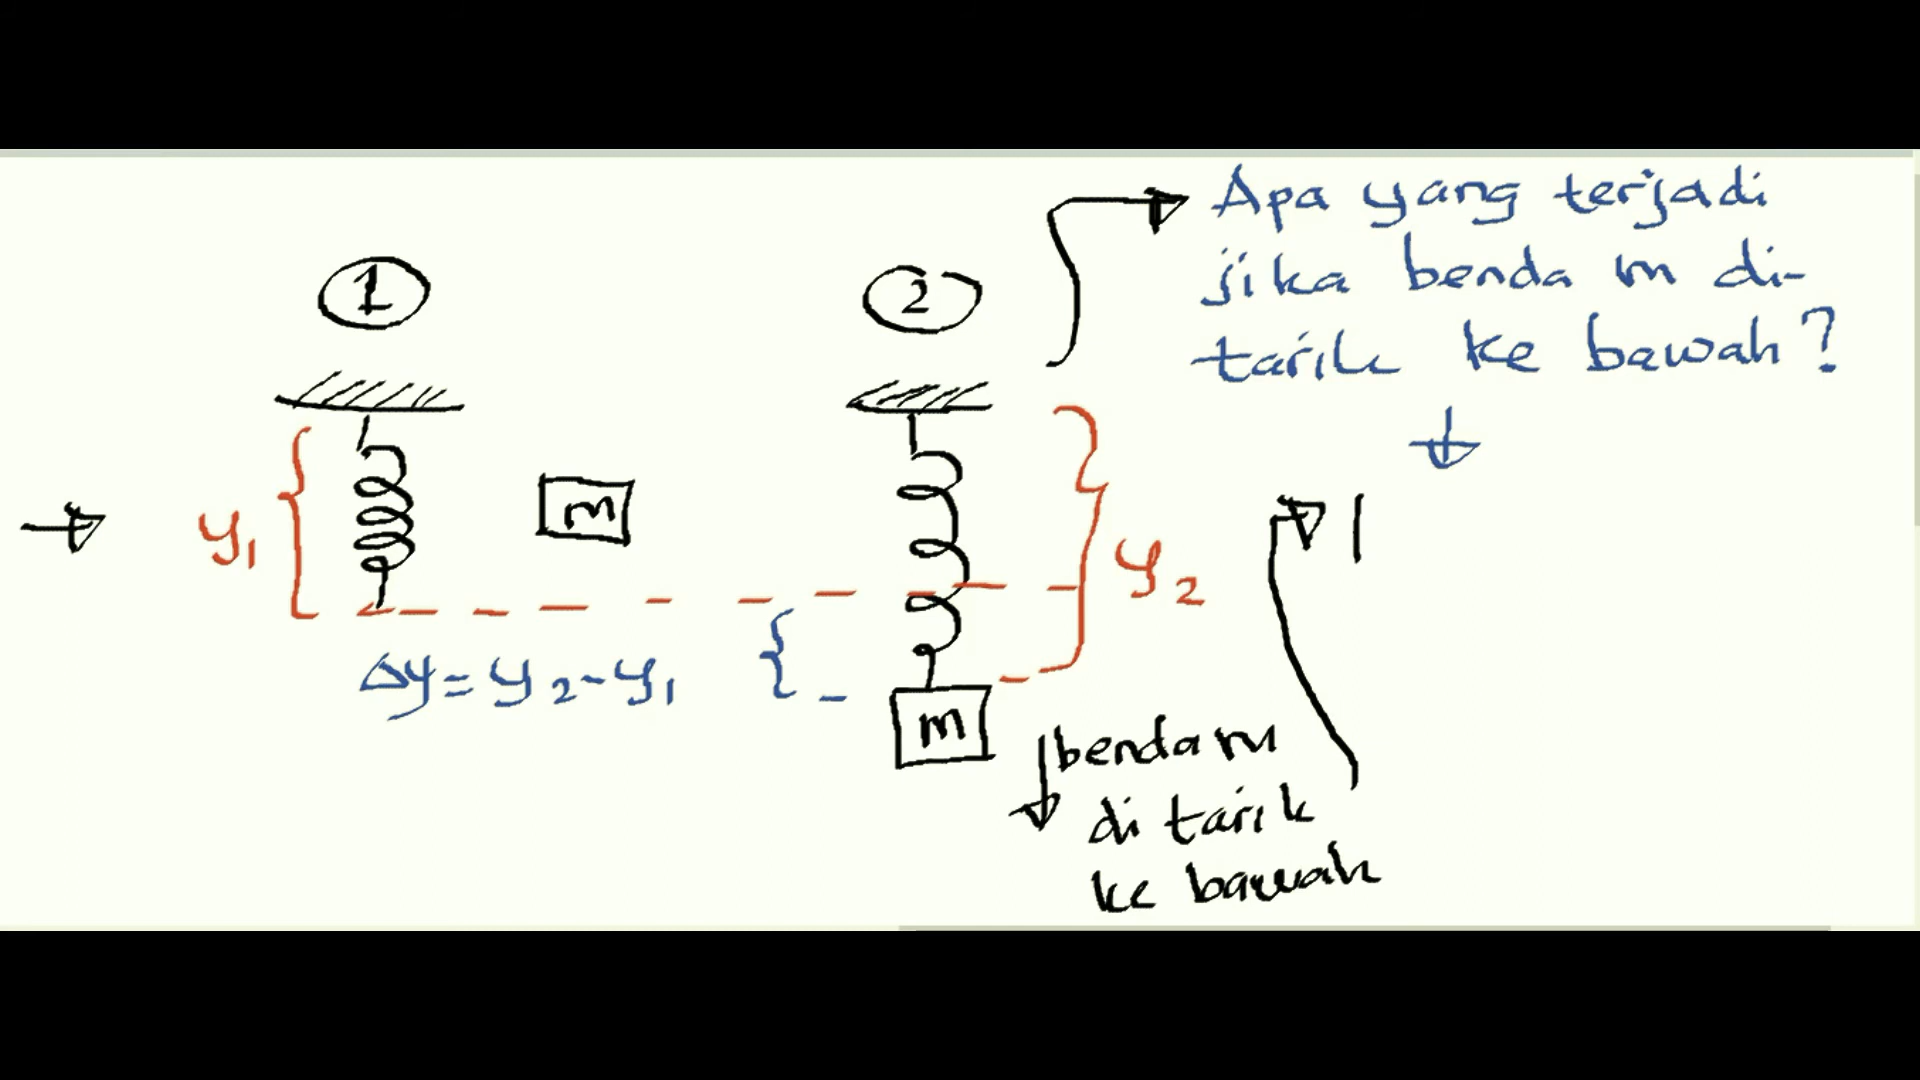 Apa yang terjadi
jika benda m di-
tarik ke bawah?
1
2
y1
m
y2
Δy = y2 - y1
m
benda m
di tarik
ke bawah